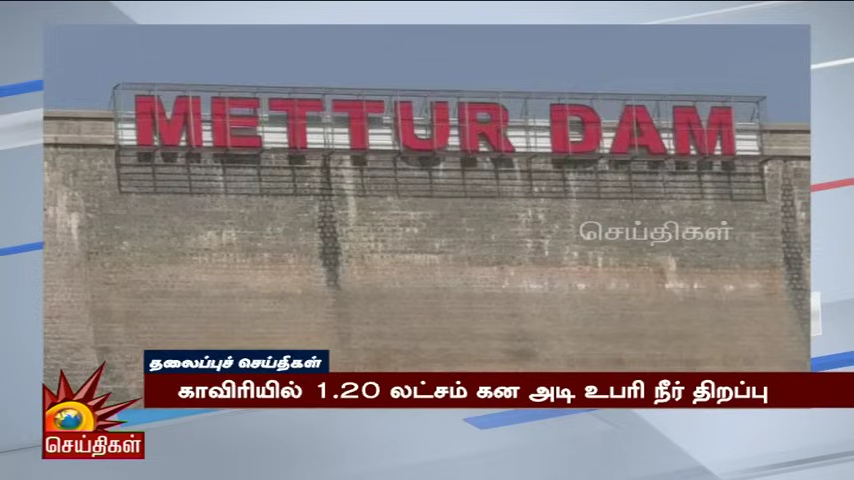 METTUR DAM
செய்திகள்
தலைப்புச் செய்திகள்
காவிரியில் 1.20 லட்சம் கன அடி உபரி நீர் திறப்பு
செய்திகள்